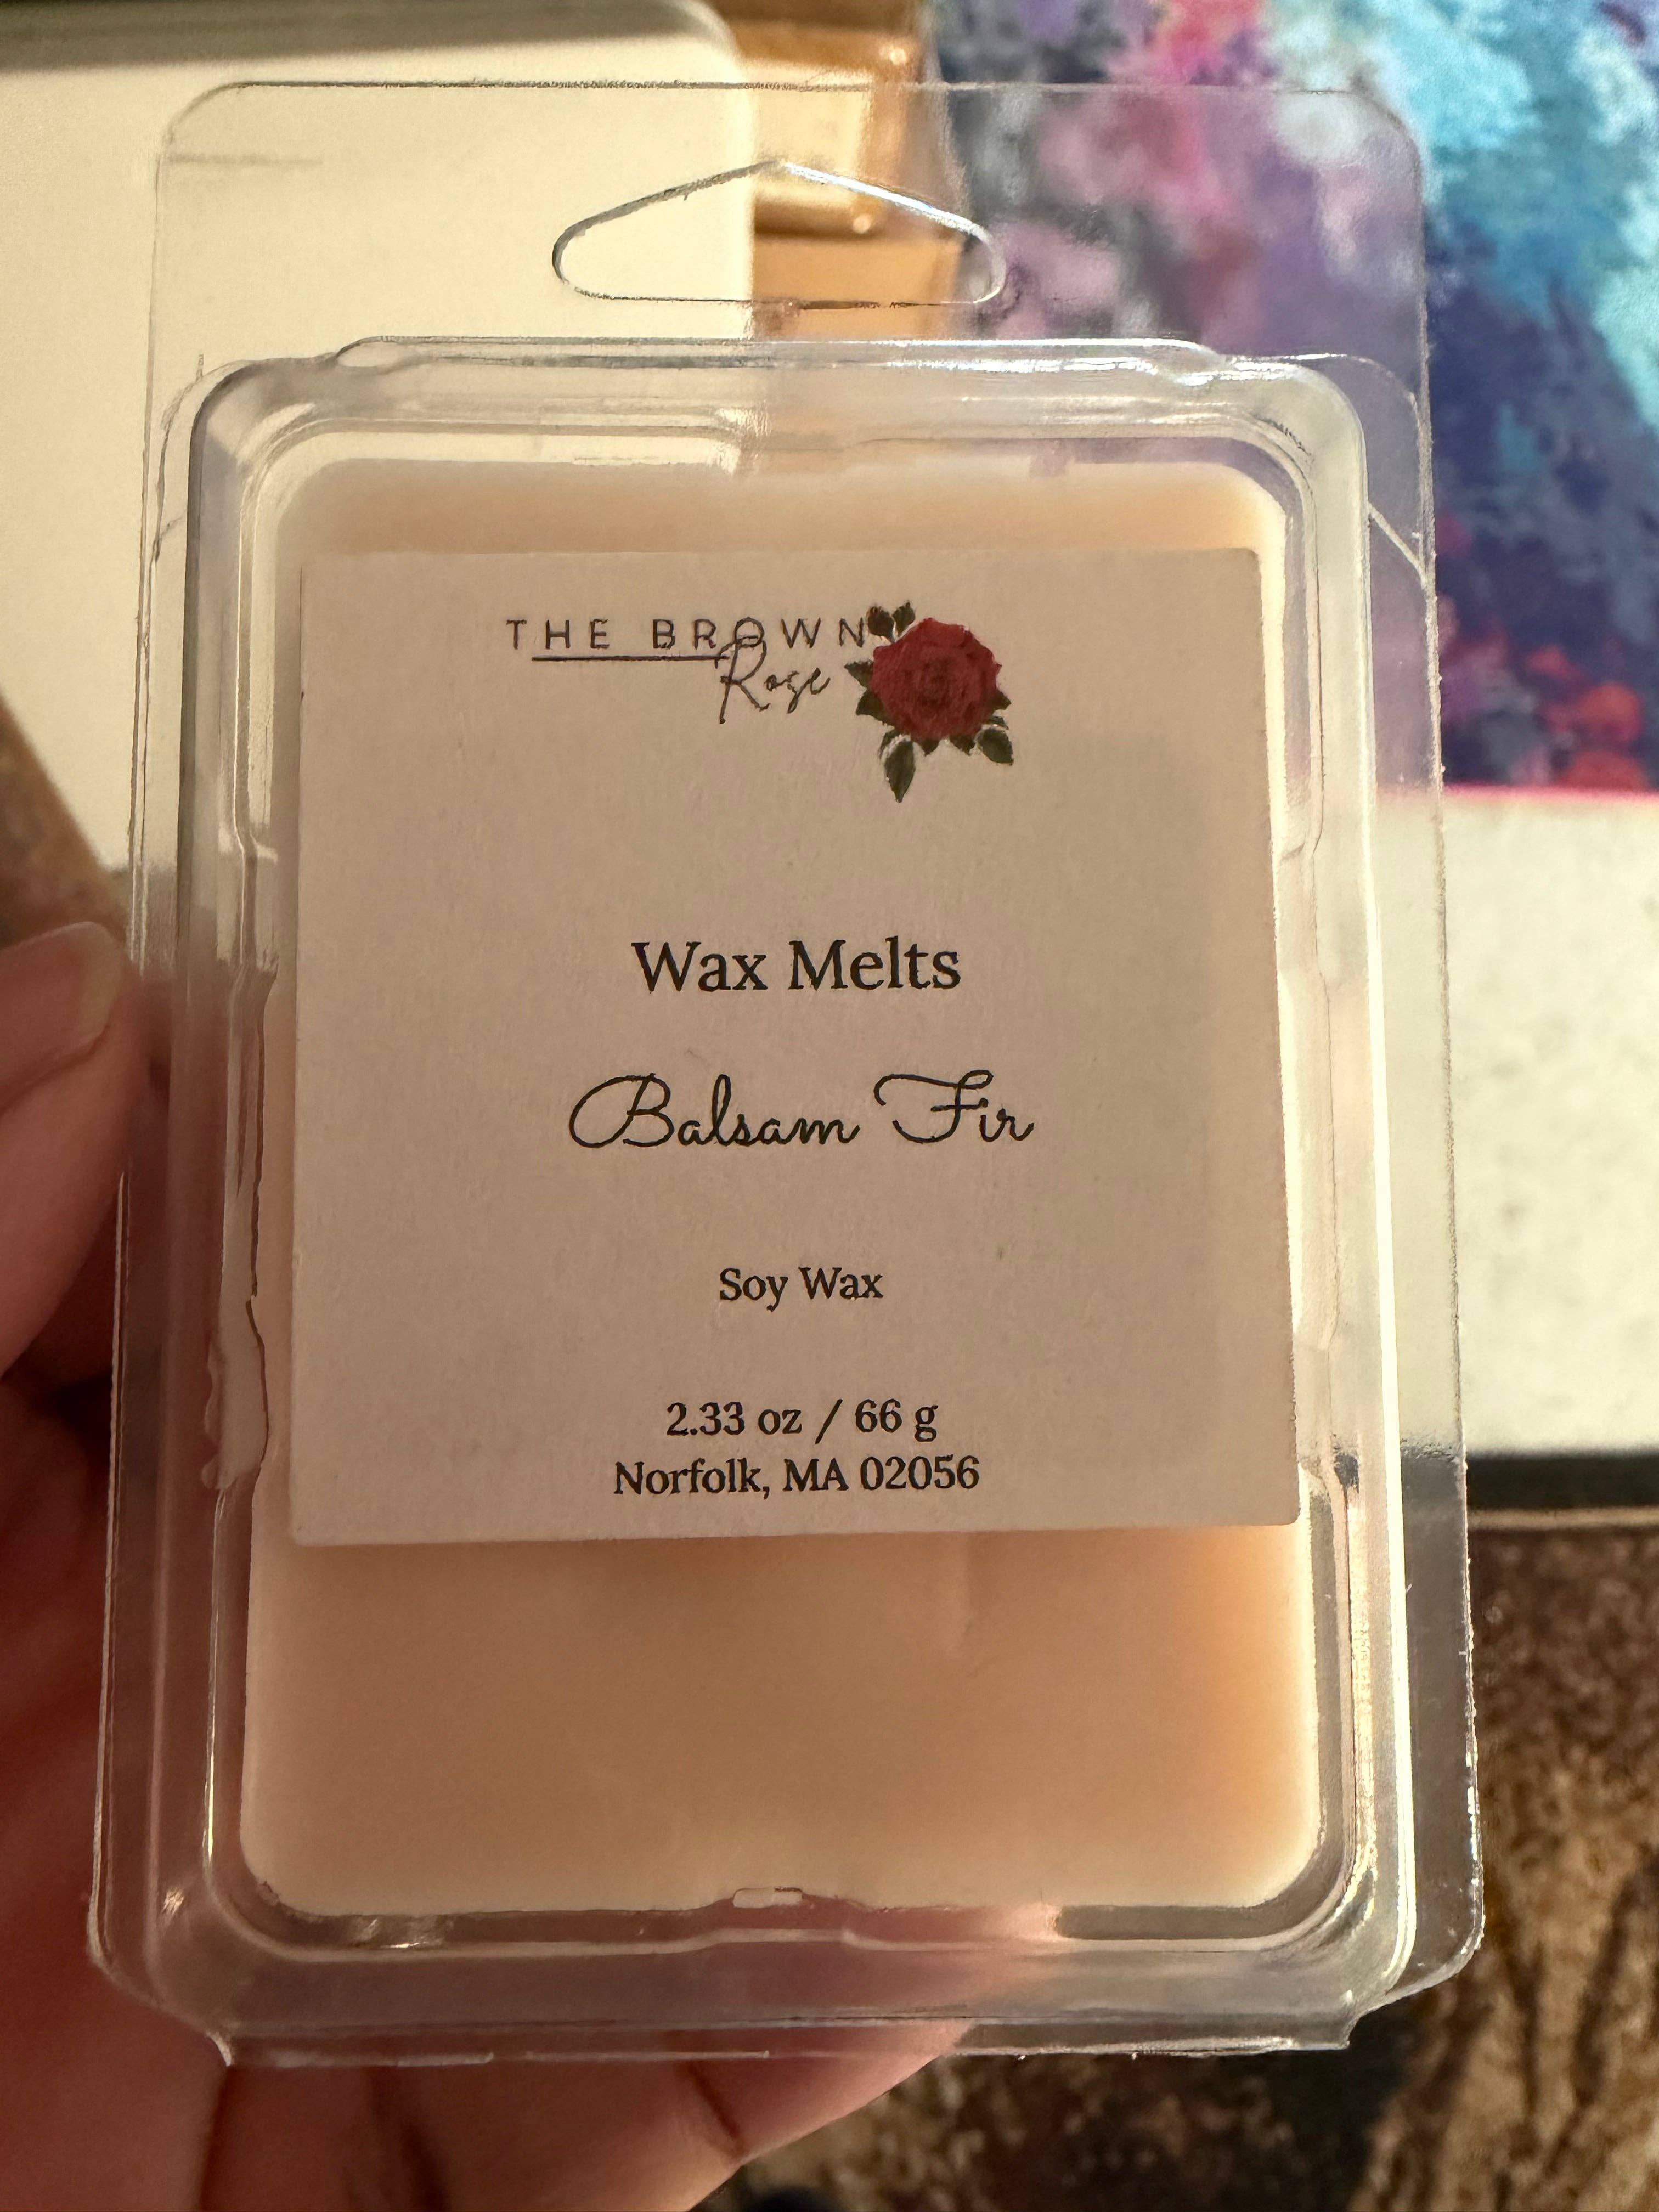 THE BROWN
Rose
Wax Melts
Balsam Fir
Soy Wax
2.33 oz / 66 g
Norfolk, MA 02056